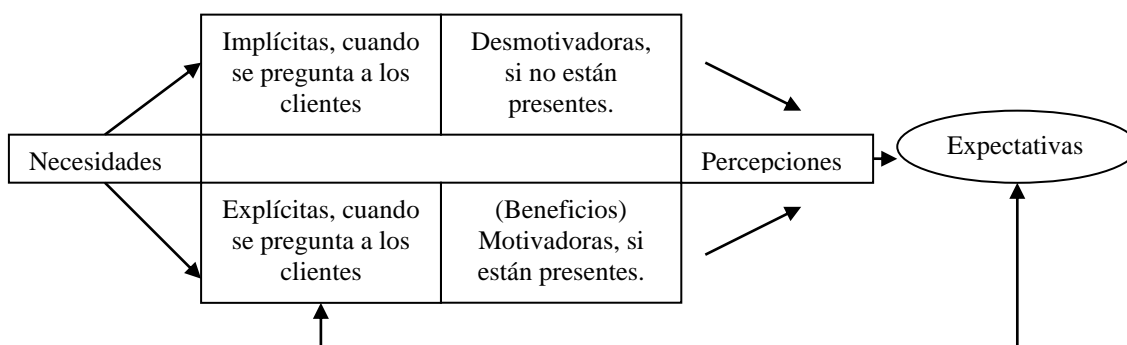 Implícitas, cuando
se pregunta a los
clientes
Desmotivadoras,
si no están
presentes.
Necesidades
Percepciones
Expectativas
Explícitas, cuando
se pregunta a los
clientes
(Beneficios)
Motivadoras, si
están presentes.